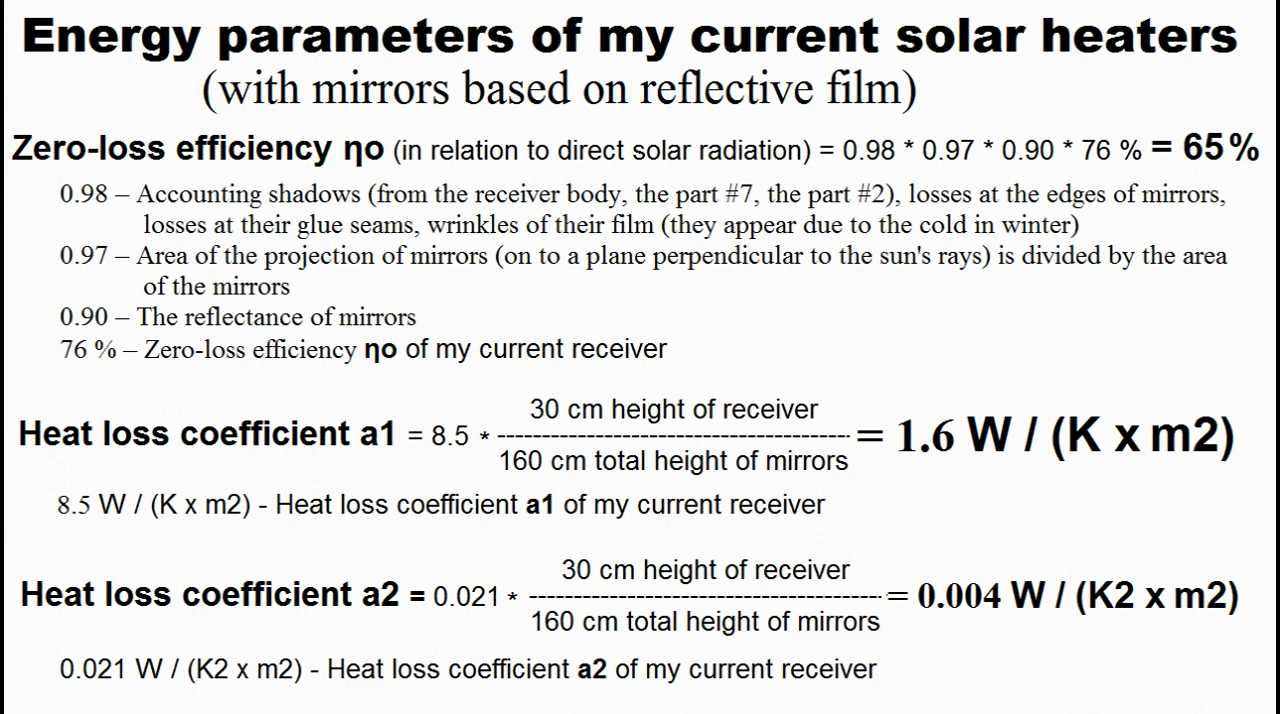 Energy parameters of my current solar heaters
(with mirrors based on reflective film)
Zero-loss efficiency ηo (in relation to direct solar radiation) = 0.98 * 0.97 * 0.90 * 76 % = 65%
0.98 – Accounting shadows (from the receiver body, the part #7, the part #2), losses at the edges of mirrors,
losses at their glue seams, wrinkles of their film (they appear due to the cold in winter)
0.97 – Area of the projection of mirrors (on to a plane perpendicular to the sun's rays) is divided by the area
of the mirrors
0.90 – The reflectance of mirrors
76 % – Zero-loss efficiency ηo of my current receiver
30 cm height of receiver
Heat loss coefficient a1 = 8.5 * ---------------------------------------- = 1.6 W / (K x m2)
160 cm total height of mirrors
8.5 W / (K x m2) - Heat loss coefficient a1 of my current receiver
30 cm height of receiver
Heat loss coefficient a2 = 0.021 * ---------------------------------------- = 0.004 W / (K2 x m2)
160 cm total height of mirrors
0.021 W / (K2 x m2) - Heat loss coefficient a2 of my current receiver